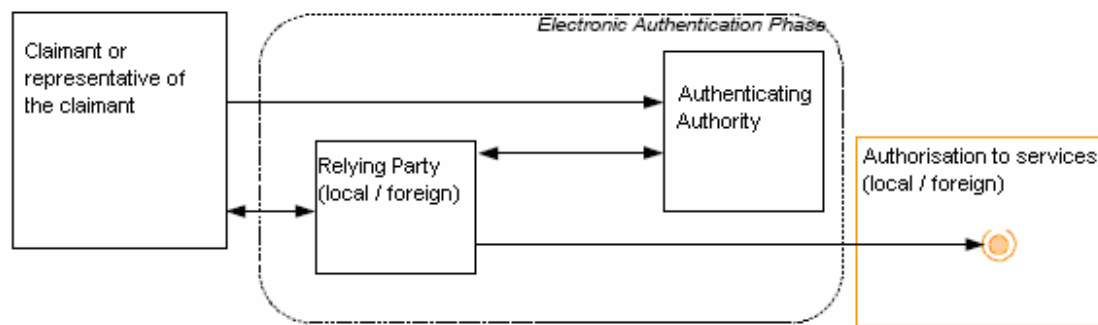 Electronic Authentication Phase
Claimant or
representative of
the claimant
Authenticating
Authority
Relying Party
(local / foreign)
Authorisation to services
(local / foreign)